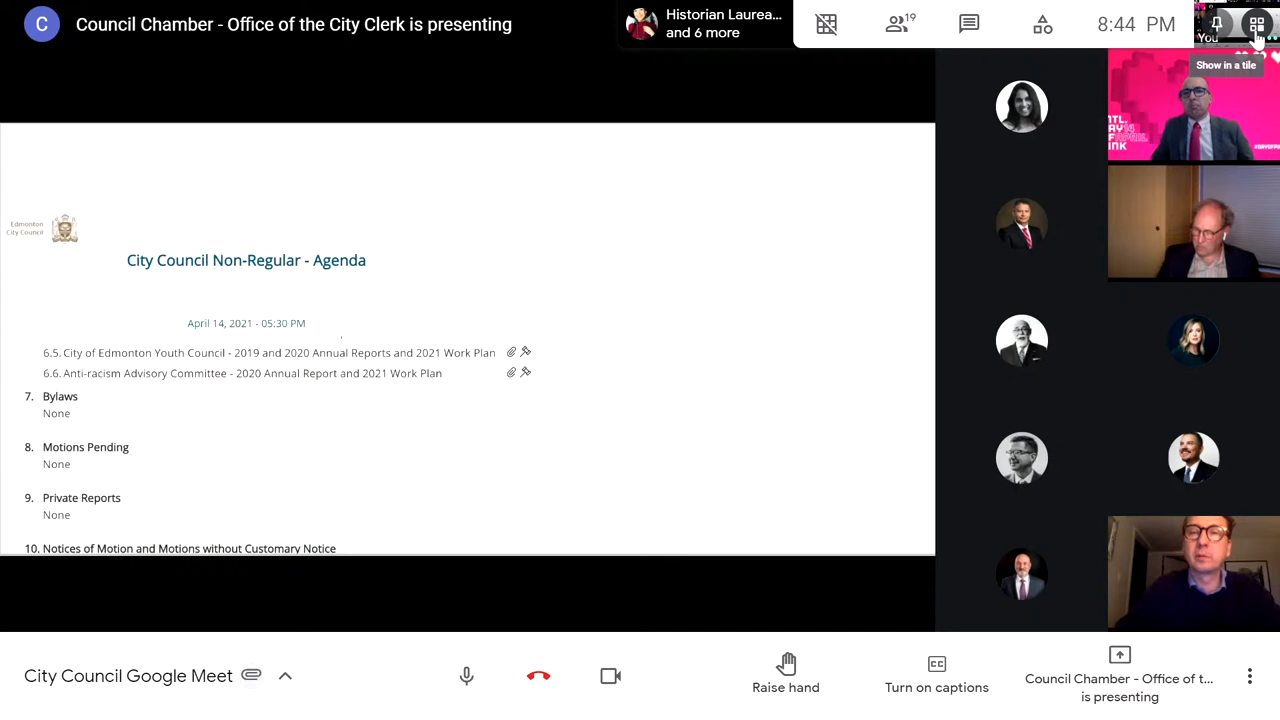 C Council Chamber - Office of the City Clerk is presenting
Historian Laurea...
and 6 more
19
8:44 PM
You
Show in a tile
MTL.
#DAYOFPINK
Edmonton
City Council
City Council Non-Regular - Agenda
April 14, 2021 - 05:30 PM
6.5. City of Edmonton Youth Council - 2019 and 2020 Annual Reports and 2021 Work Plan
6.6. Anti-racism Advisory Committee - 2020 Annual Report and 2021 Work Plan
7. Bylaws
None
8. Motions Pending
None
9. Private Reports
None
10. Notices of Motion and Motions without Customary Notice
City Council Google Meet
Raise hand
Turn on captions
Council Chamber - Office of t...
is presenting